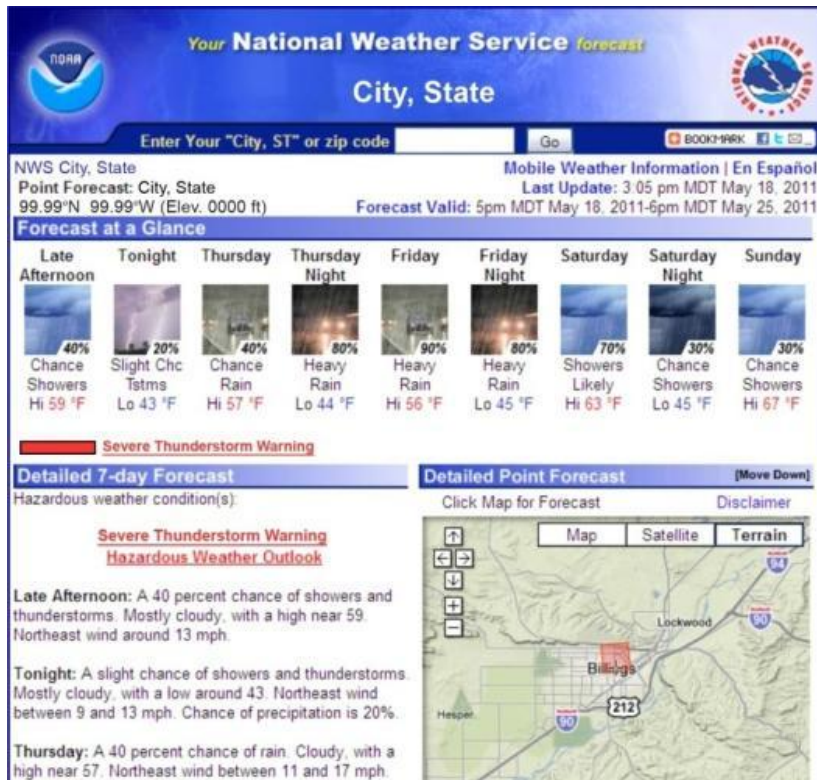 NOAA
NATIONAL WEATHER SERVICE
Your National Weather Service forecast
City, State
Enter Your "City, ST" or zip code Go BOOKMARK
NWS City, State
Mobile Weather Information | En Español
Point Forecast: City, State
Last Update: 3:05 pm MDT May 18, 2011
99.99°N 99.99°W (Elev. 0000 ft)
Forecast Valid: 5pm MDT May 18, 2011-6pm MDT May 25, 2011
Forecast at a Glance
Late Afternoon Tonight Thursday Thursday Night Friday Friday Night Saturday Saturday Night Sunday
40% 20% 40% 80% 90% 80% 70% 30% 30%
Chance Slight Chc Chance Heavy Heavy Heavy Showers Chance Chance
Showers Tstms Rain Rain Rain Rain Likely Showers Showers
Hi 59 °F Lo 43 °F Hi 57 °F Lo 44 °F Hi 56 °F Lo 45 °F Hi 63 °F Lo 45 °F Hi 67 °F
Severe Thunderstorm Warning
Detailed 7-day Forecast
Hazardous weather condition(s):
Severe Thunderstorm Warning
Hazardous Weather Outlook
Late Afternoon: A 40 percent chance of showers and
thunderstorms. Mostly cloudy, with a high near 59.
Northeast wind around 13 mph.
Tonight: A slight chance of showers and thunderstorms.
Mostly cloudy, with a low around 43. Northeast wind
between 9 and 13 mph. Chance of precipitation is 20%.
Thursday: A 40 percent chance of rain. Cloudy, with a
high near 57. Northeast wind between 11 and 17 mph.
Detailed Point Forecast [Move Down]
Click Map for Forecast Disclaimer
Map Satellite Terrain
94
90
Lockwood
Billings
212
Hesper
90